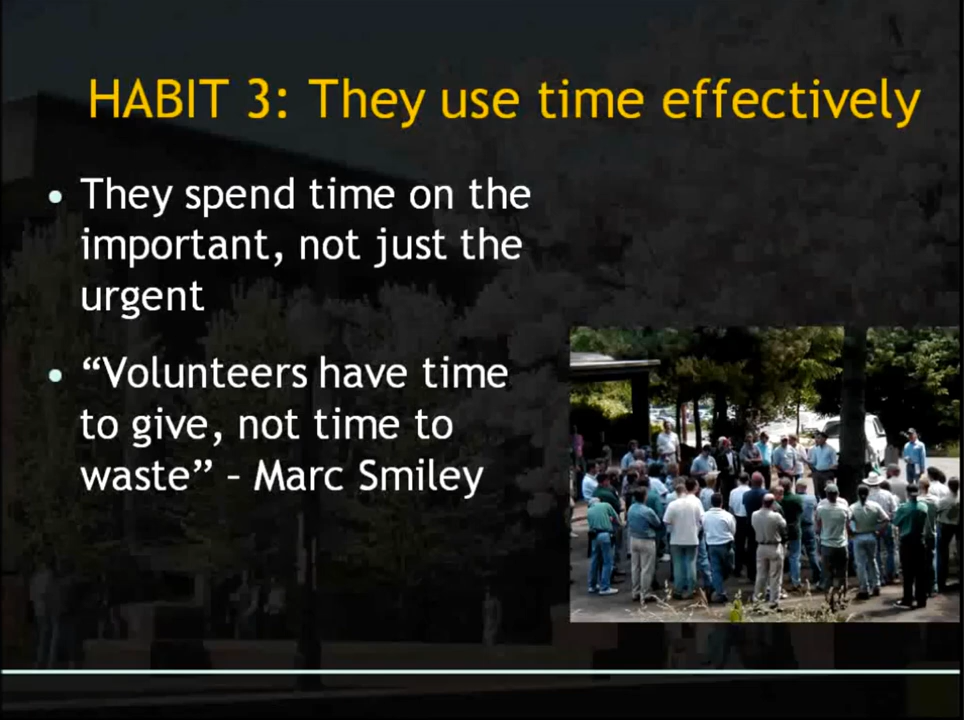 HABIT 3: They use time effectively
• They spend time on the
important, not just the
urgent
• “Volunteers have time
to give, not time to
waste” – Marc Smiley